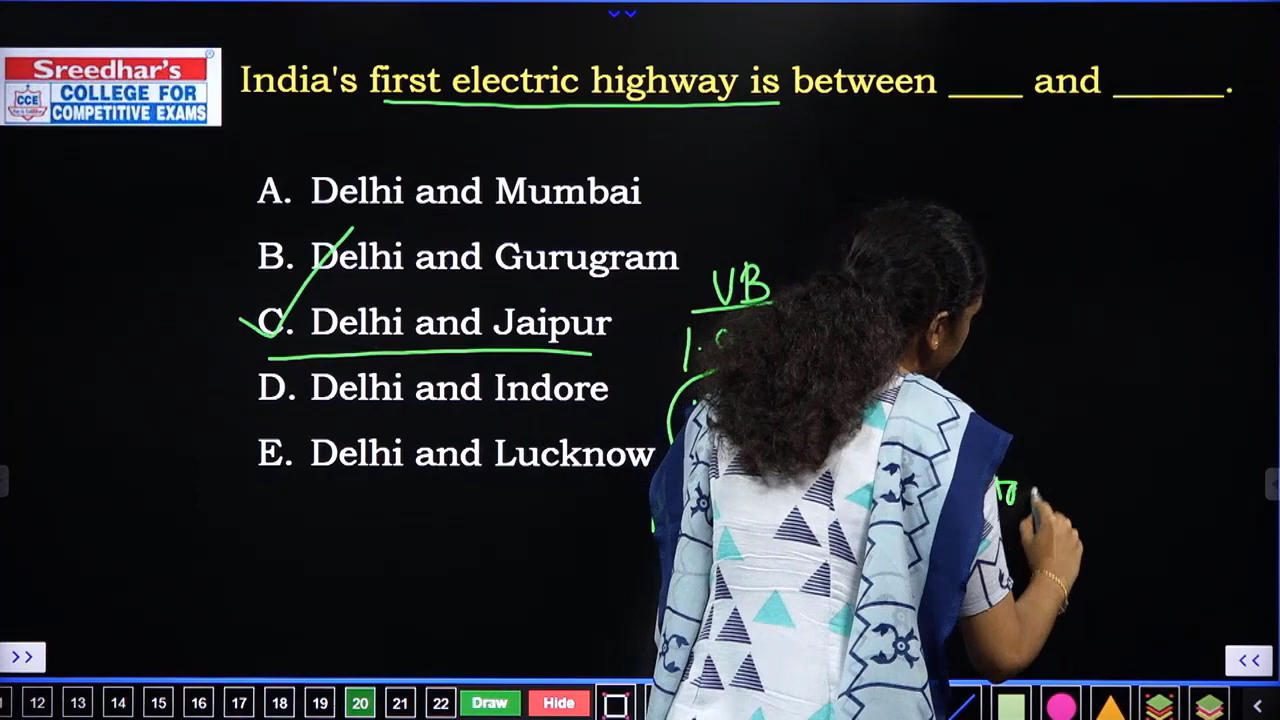 Sreedhar's
CCE
COLLEGE FOR
COMPETITIVE EXAMS
India's first electric highway is between ____ and ______.
A. Delhi and Mumbai
B. Delhi and Gurugram
C. Delhi and Jaipur
D. Delhi and Indore
E. Delhi and Lucknow
VB
1.
>>
<<
12 13 14 15 16 17 18 19 20 21 22 Draw Hide
<